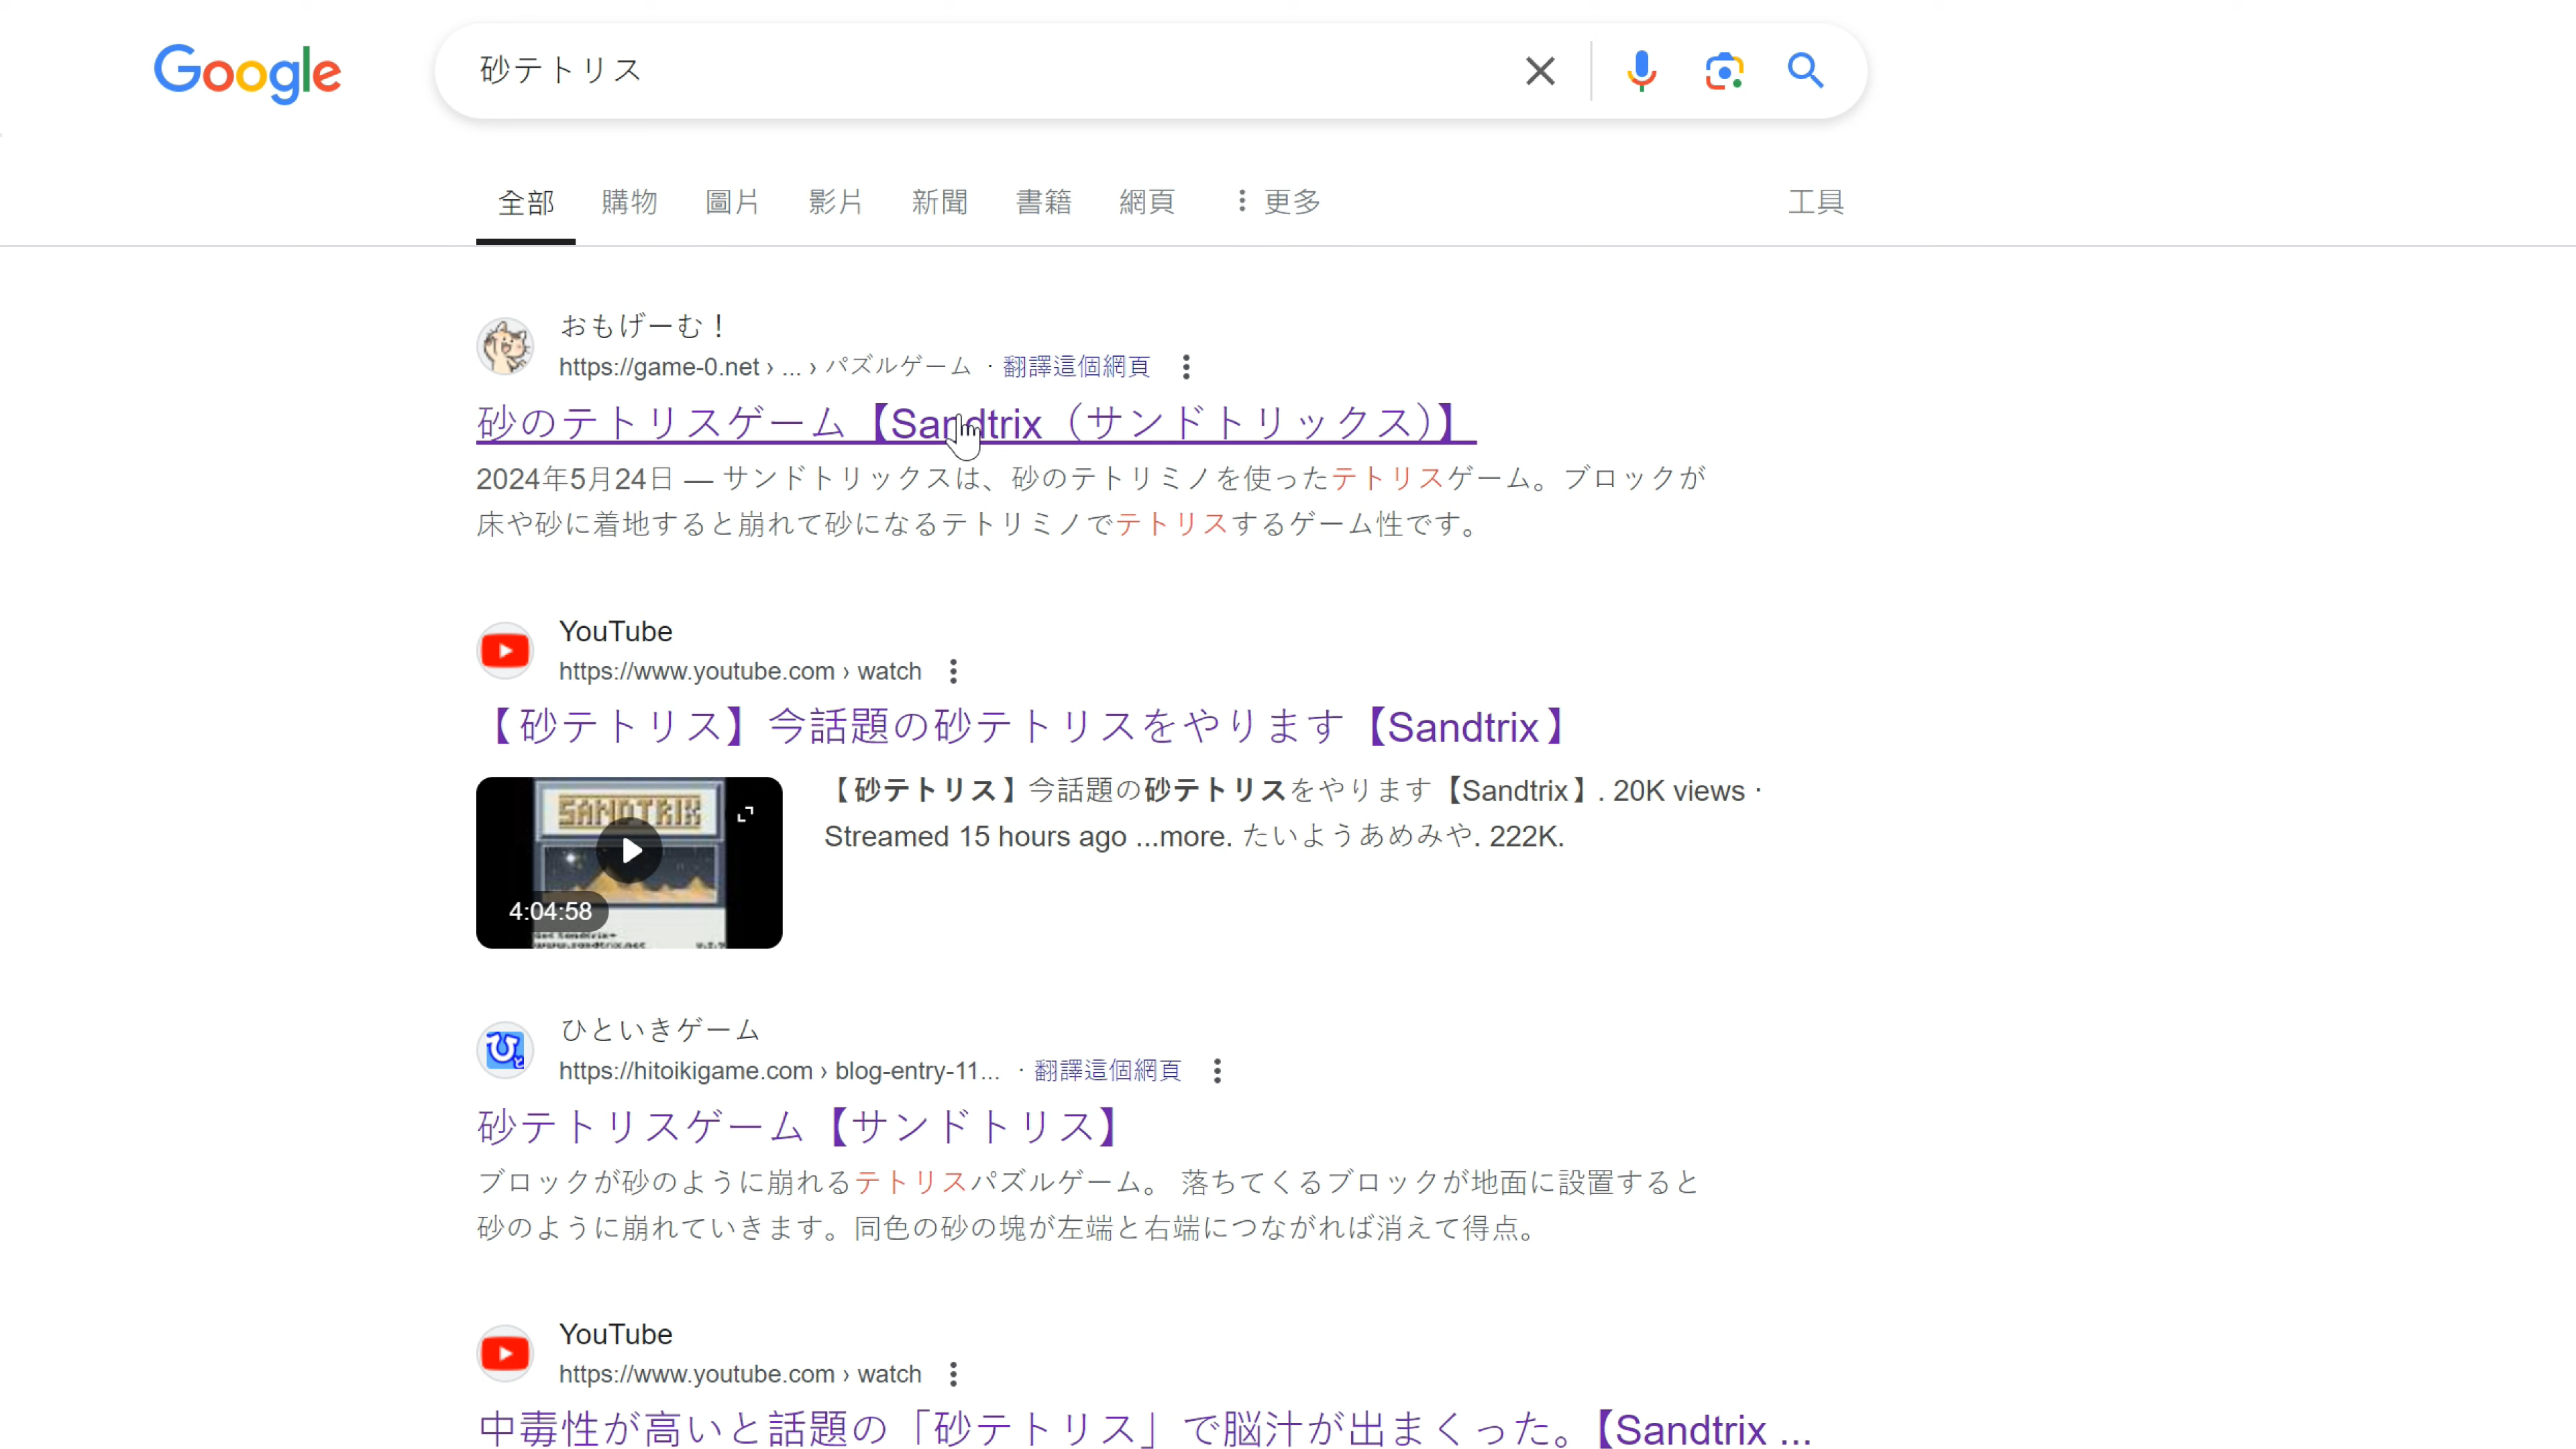 Google
砂テトリス
全部 購物 圖片 影片 新聞 書籍 網頁 更多 工具
おもげーむ！
https://game-0.net › ... › パズルゲーム · 翻譯這個網頁
砂のテトリスゲーム【Sandtrix（サンドトリックス）】
2024年5月24日 — サンドトリックスは、砂のテトリミノを使ったテトリスゲーム。ブロックが
床や砂に着地すると崩れて砂になるテトリミノでテトリスするゲーム性です。
YouTube
https://www.youtube.com › watch
【砂テトリス】今話題の砂テトリスをやります【Sandtrix】
SANDTRIX
4:04:58
【砂テトリス】今話題の砂テトリスをやります【Sandtrix】. 20K views ·
Streamed 15 hours ago ...more. たいようあめみや. 222K.
ひといきゲーム
https://hitoikigame.com › blog-entry-11... · 翻譯這個網頁
砂テトリスゲーム【サンドトリス】
ブロックが砂のように崩れるテトリスパズルゲーム。 落ちてくるブロックが地面に設置すると
砂のように崩れていきます。同色の砂の塊が左端と右端につながれば消えて得点。
YouTube
https://www.youtube.com › watch
中毒性が高いと話題の「砂テトリス」で脳汁が出まくった。【Sandtrix ...